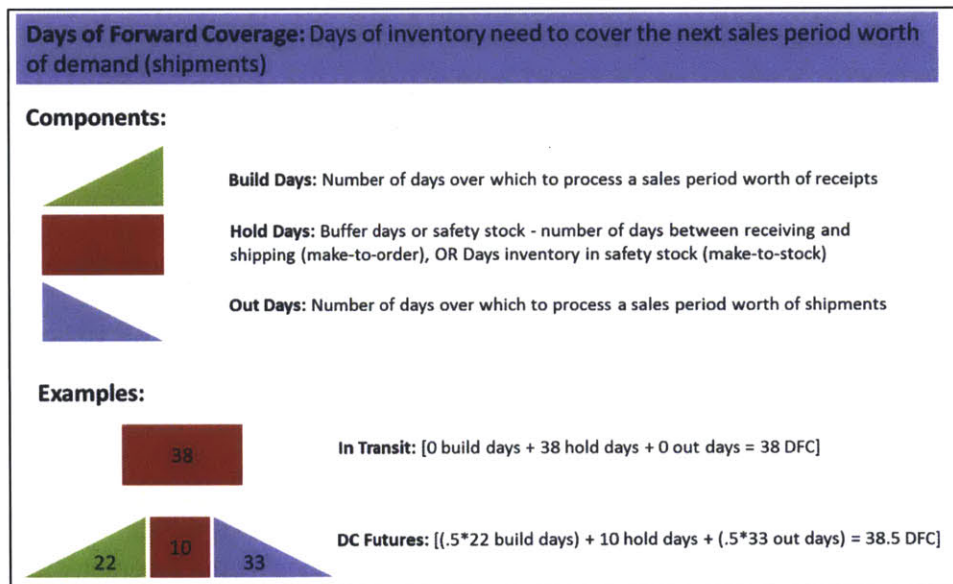 Days of Forward Coverage: Days of inventory need to cover the next sales period worth
of demand (shipments)
Components:
Build Days: Number of days over which to process a sales period worth of receipts
Hold Days: Buffer days or safety stock - number of days between receiving and
shipping (make-to-order), OR Days inventory in safety stock (make-to-stock)
Out Days: Number of days over which to process a sales period worth of shipments
Examples:
38
In Transit: [0 build days + 38 hold days + 0 out days = 38 DFC]
22
10
33
DC Futures: [(.5*22 build days) + 10 hold days + (.5*33 out days) = 38.5 DFC]